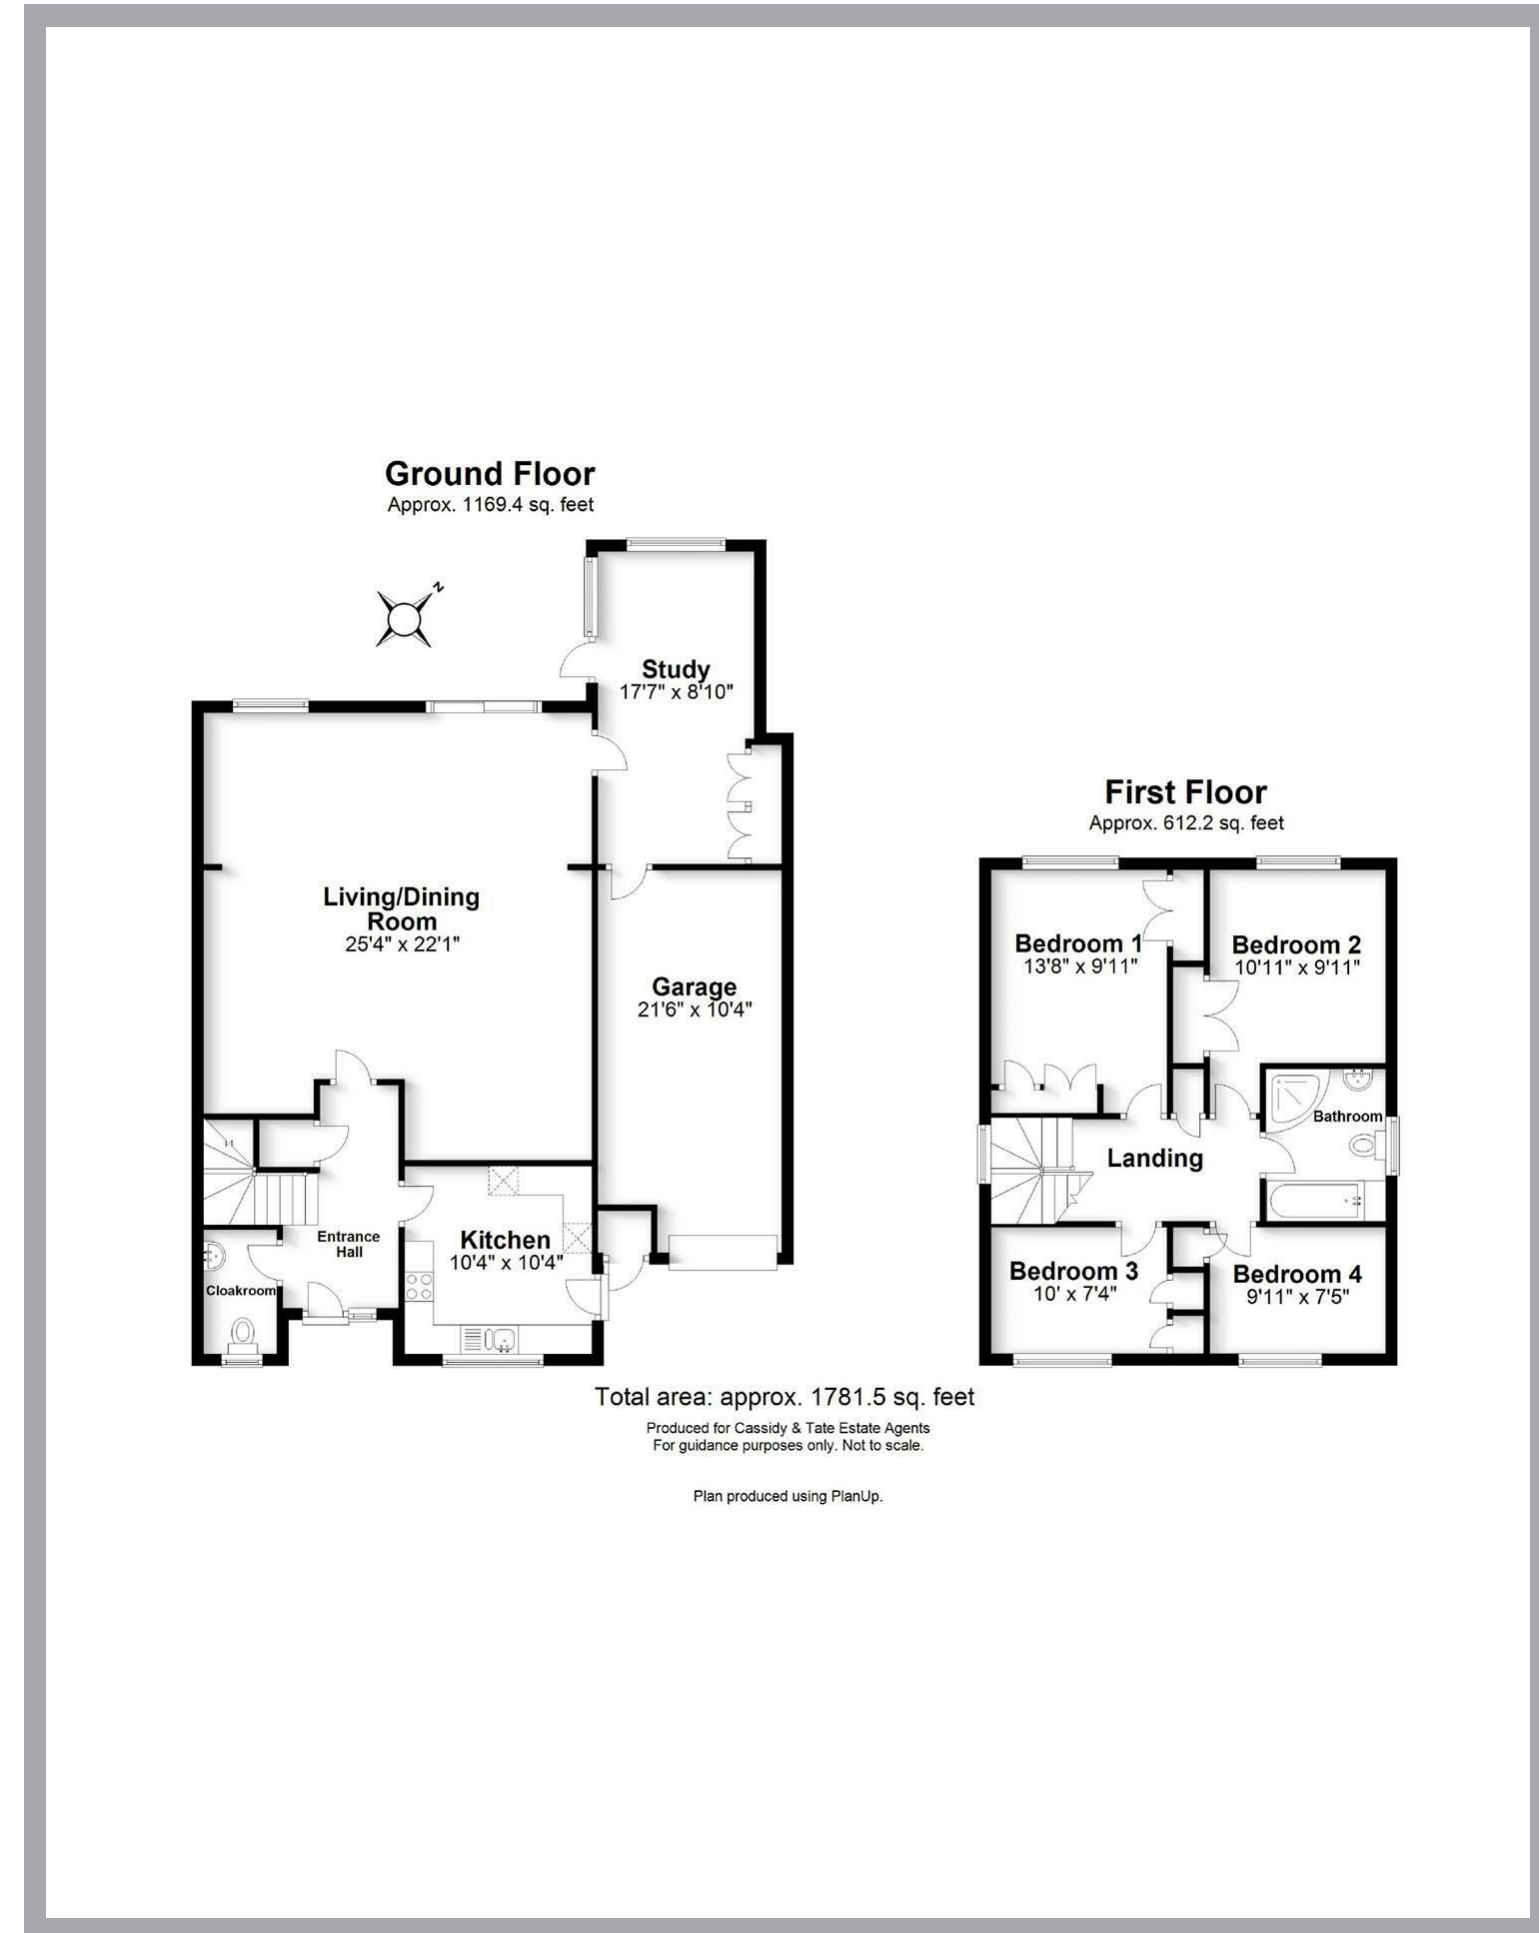 Ground Floor
Approx. 1169.4 sq. feet
N
Study
17'7" x 8'10"
Living/Dining
Room
25'4" x 22'1"
Garage
21'6" x 10'4"
Entrance
Hall
Kitchen
10'4" x 10'4"
Cloakroom
First Floor
Approx. 612.2 sq. feet
Bedroom 1
13'8" x 9'11"
Bedroom 2
10'11" x 9'11"
Bathroom
Landing
Bedroom 3
10' x 7'4"
Bedroom 4
9'11" x 7'5"
Total area: approx. 1781.5 sq. feet
Produced for Cassidy & Tate Estate Agents
For guidance purposes only. Not to scale.
Plan produced using PlanUp.